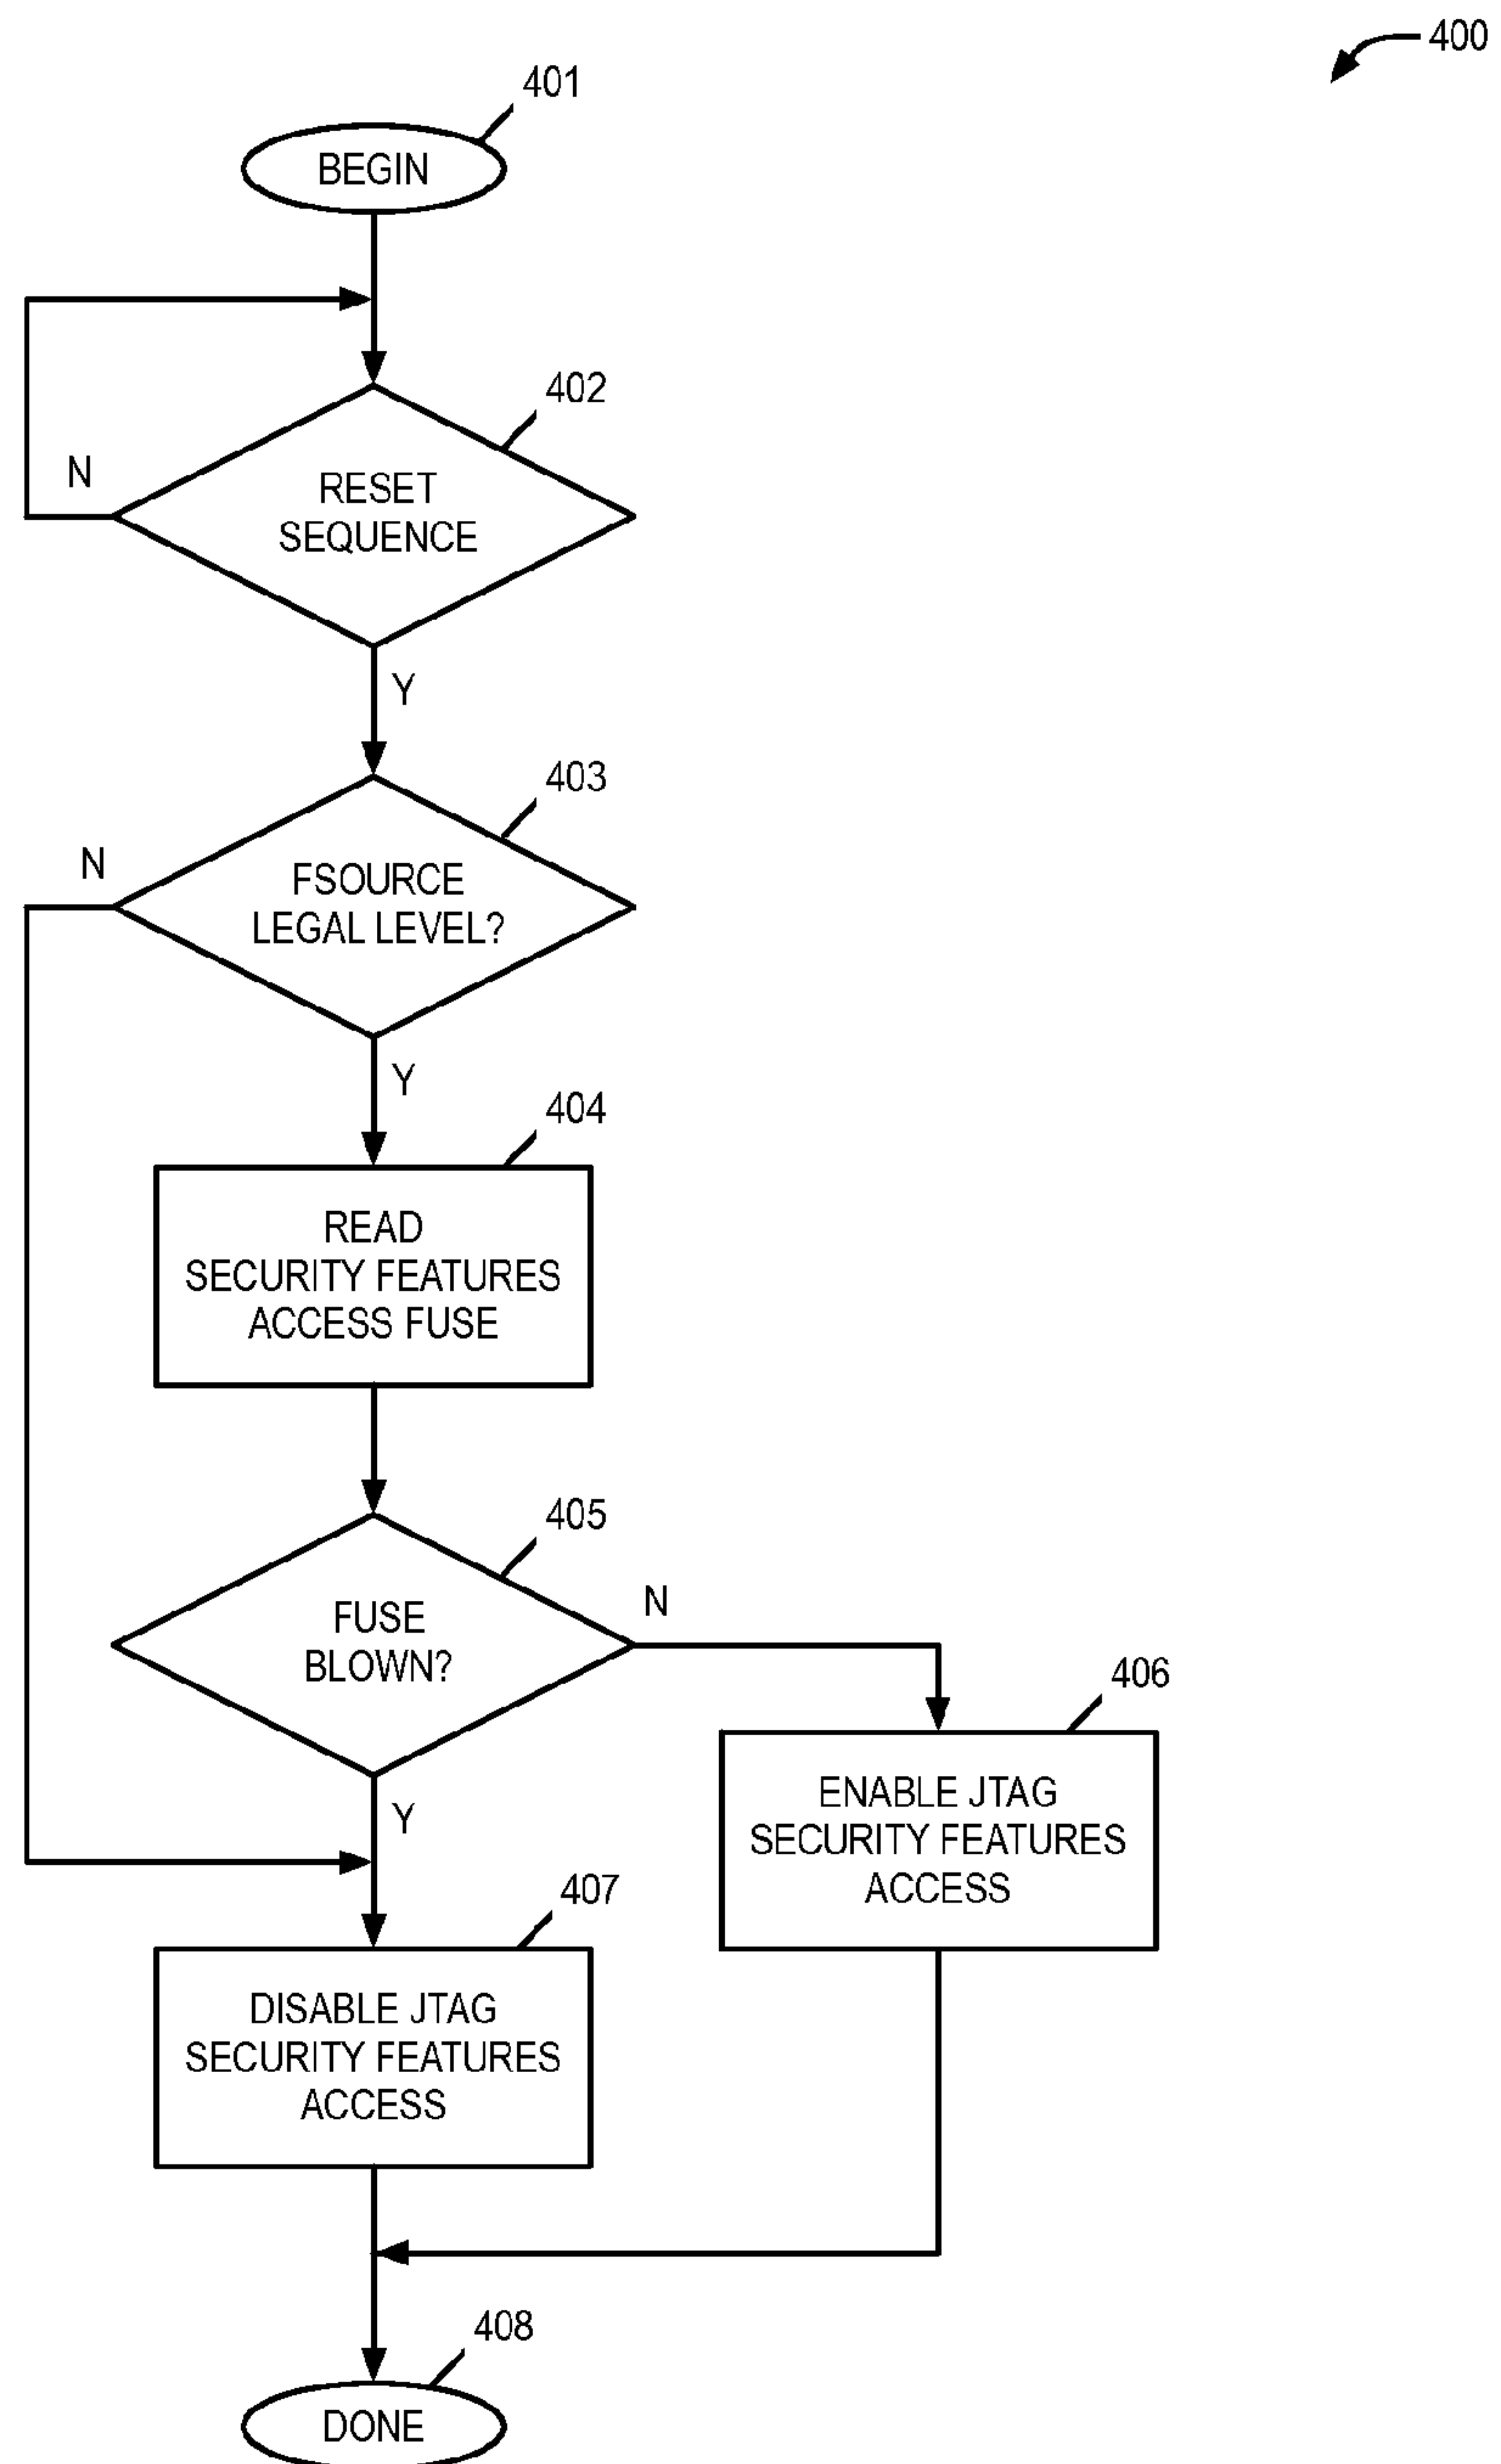 400
401
BEGIN
402
N
RESET
SEQUENCE
Y
403
N
FSOURCE
LEGAL LEVEL?
Y
404
READ
SECURITY FEATURES
ACCESS FUSE
405
N
FUSE
BLOWN?
406
Y
ENABLE JTAG
SECURITY FEATURES
ACCESS
407
DISABLE JTAG
SECURITY FEATURES
ACCESS
408
DONE